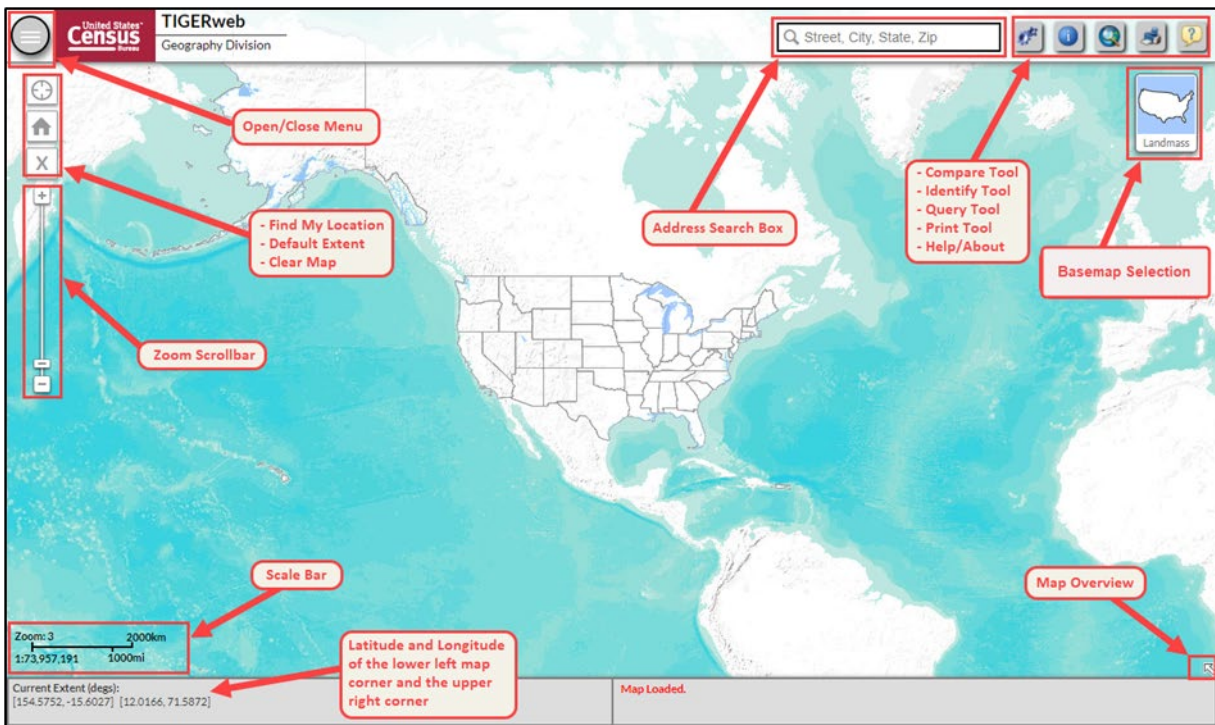 United States™
Census
Bureau
TIGERweb
Geography Division
Street, City, State, Zip
Open/Close Menu
Landmass
- Find My Location
- Default Extent
- Clear Map
Address Search Box
- Compare Tool
- Identify Tool
- Query Tool
- Print Tool
- Help/About
Basemap Selection
Zoom Scrollbar
Scale Bar
Map Overview
Zoom: 3 2000km
1:73,957,191 1000mi
Latitude and Longitude
of the lower left map
corner and the upper
right corner
Current Extent (degs):
[154.5752, -15.6027] [12.0166, 71.5872]
Map Loaded.